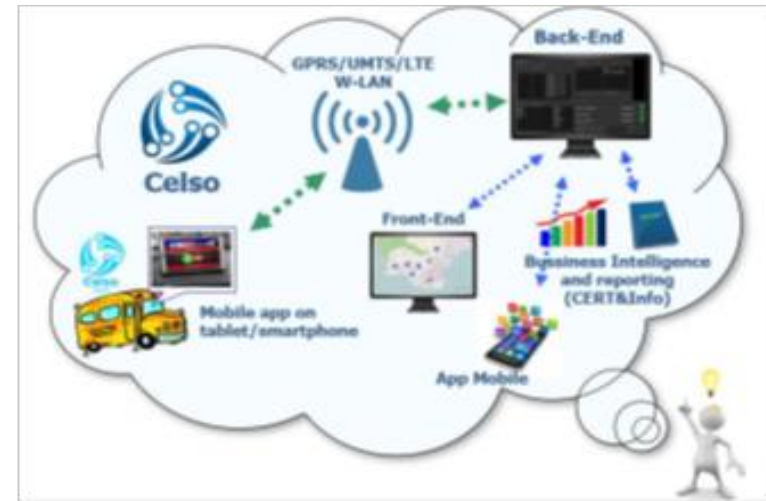 Back-End
GPRS/UMTS/LTE
W-LAN
Celso
Front-End
Celso
Mobile app on
tablet/smartphone
Bussiness Intelligence
and reporting
(CERT&Info)
App Mobile